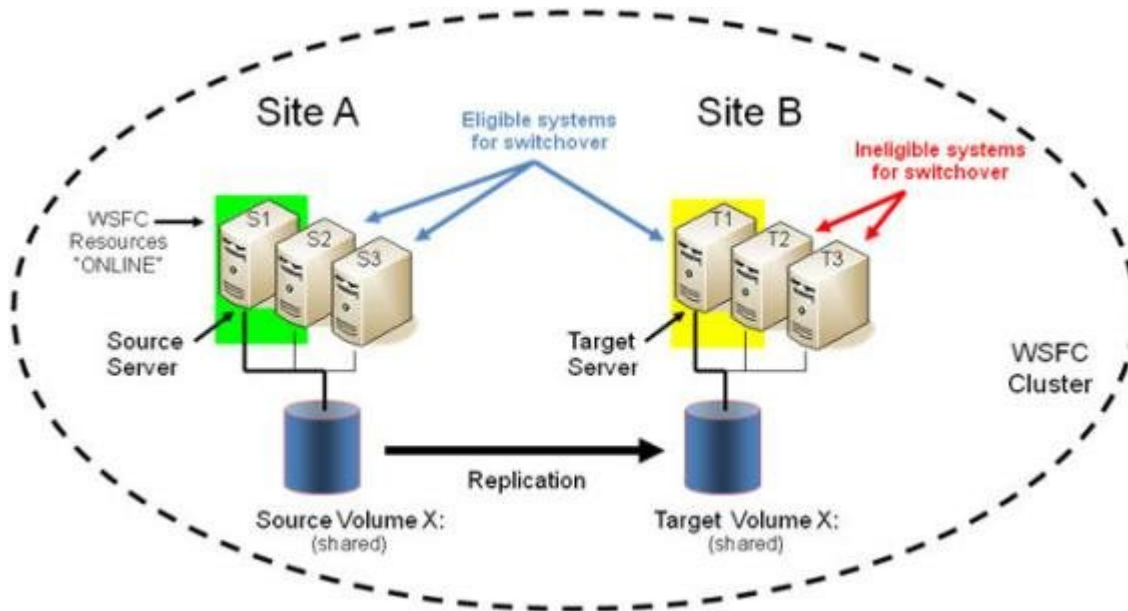 Site A
Site B
Eligible systems
for switchover
Ineligible systems
for switchover
WSFC
Resources
"ONLINE"
S1
S2
S3
T1
T2
T3
Source
Server
Target
Server
WSFC
Cluster
Replication
Source Volume X:
(shared)
Target Volume X:
(shared)